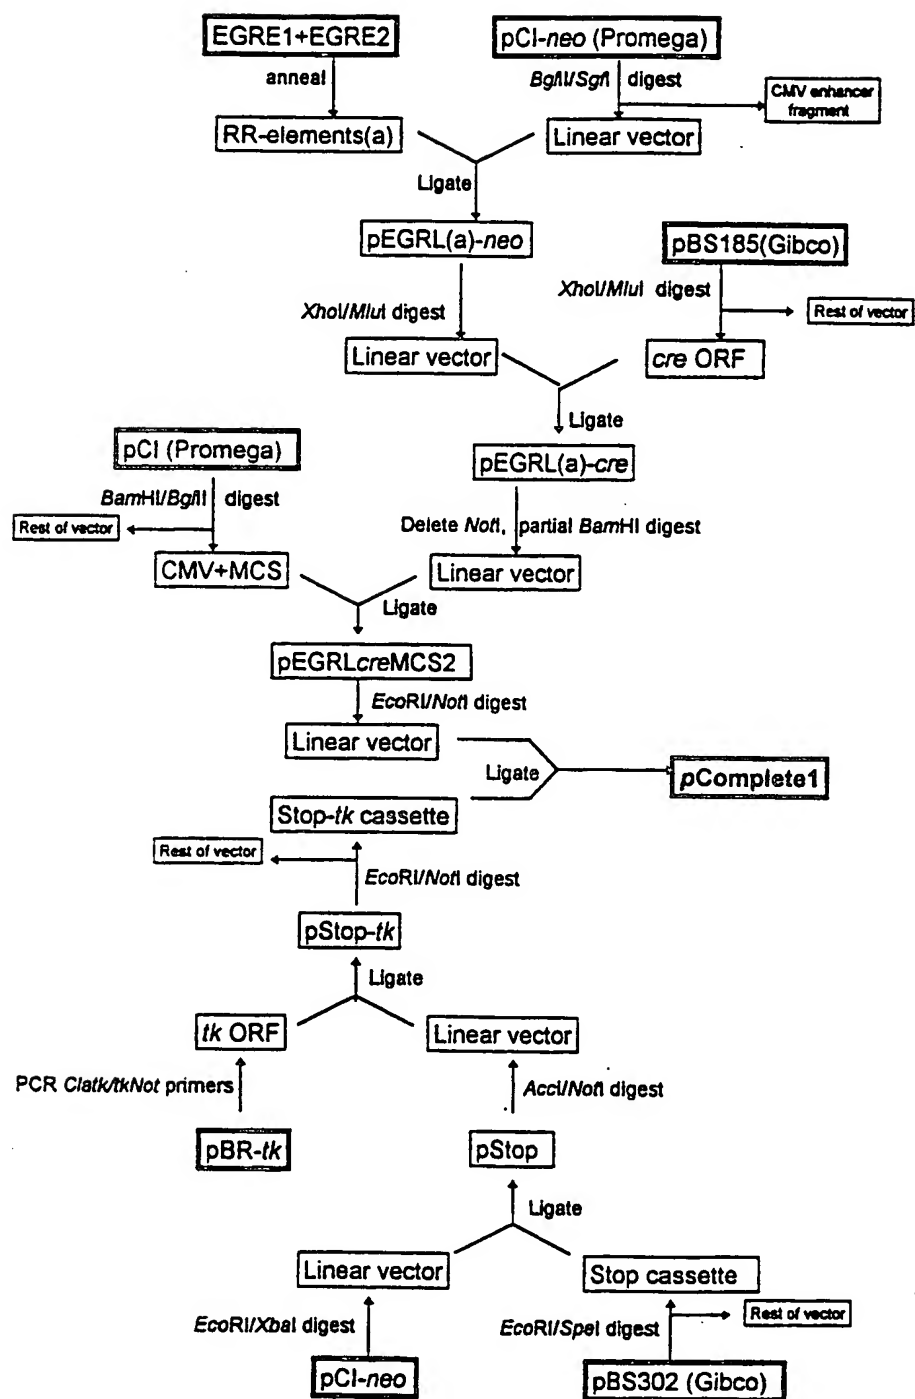 EGRE1+EGRE2
pCI-neo (Promega)
anneal
BglII/SgfI digest
CMV enhancer
fragment
RR-elements(a)
Linear vector
Ligate
pEGRL(a)-neo
pBS185(Gibco)
XhoI/MluI digest
XhoI/MluI digest
Rest of vector
Linear vector
cre ORF
Ligate
pCI (Promega)
pEGRL(a)-cre
BamHI/BglII digest
Rest of vector
Delete NotI, partial BamHI digest
CMV+MCS
Linear vector
Ligate
pEGRLcreMCS2
EcoRI/NotI digest
Linear vector
Ligate
pComplete1
Stop-tk cassette
Rest of vector
EcoRI/NotI digest
pStop-tk
Ligate
tk ORF
Linear vector
PCR Clatk/tkNot primers
AccI/NotI digest
pBR-tk
pStop
Ligate
Linear vector
Stop cassette
EcoRI/XbaI digest
EcoRI/SpeI digest
Rest of vector
pCI-neo
pBS302 (Gibco)